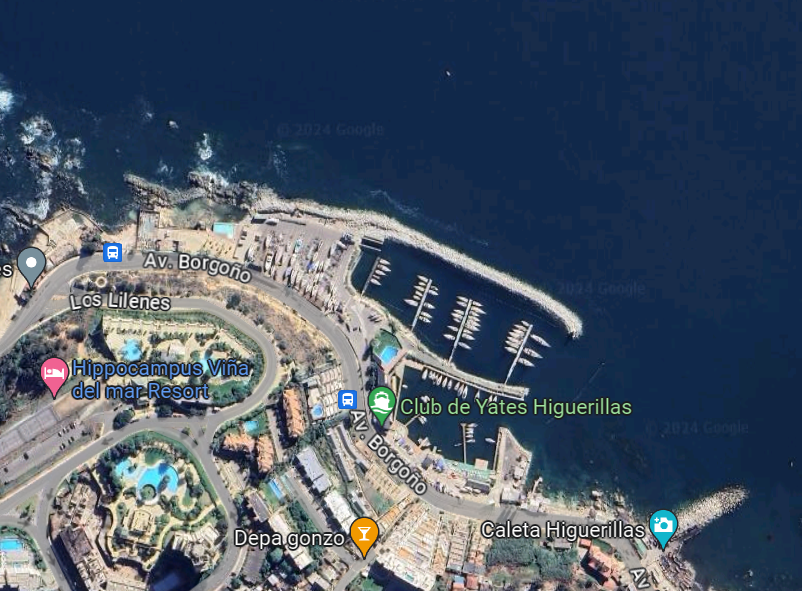 © 2024 Google
es
Av. Borgoño
2024 Google
Los Lilenes
Hippocampus Viña
del mar Resort
Club de Yates Higuerillas
© 2024 Google
Av. Borgoño
Depa gonzo
Caleta Higuerillas
Av